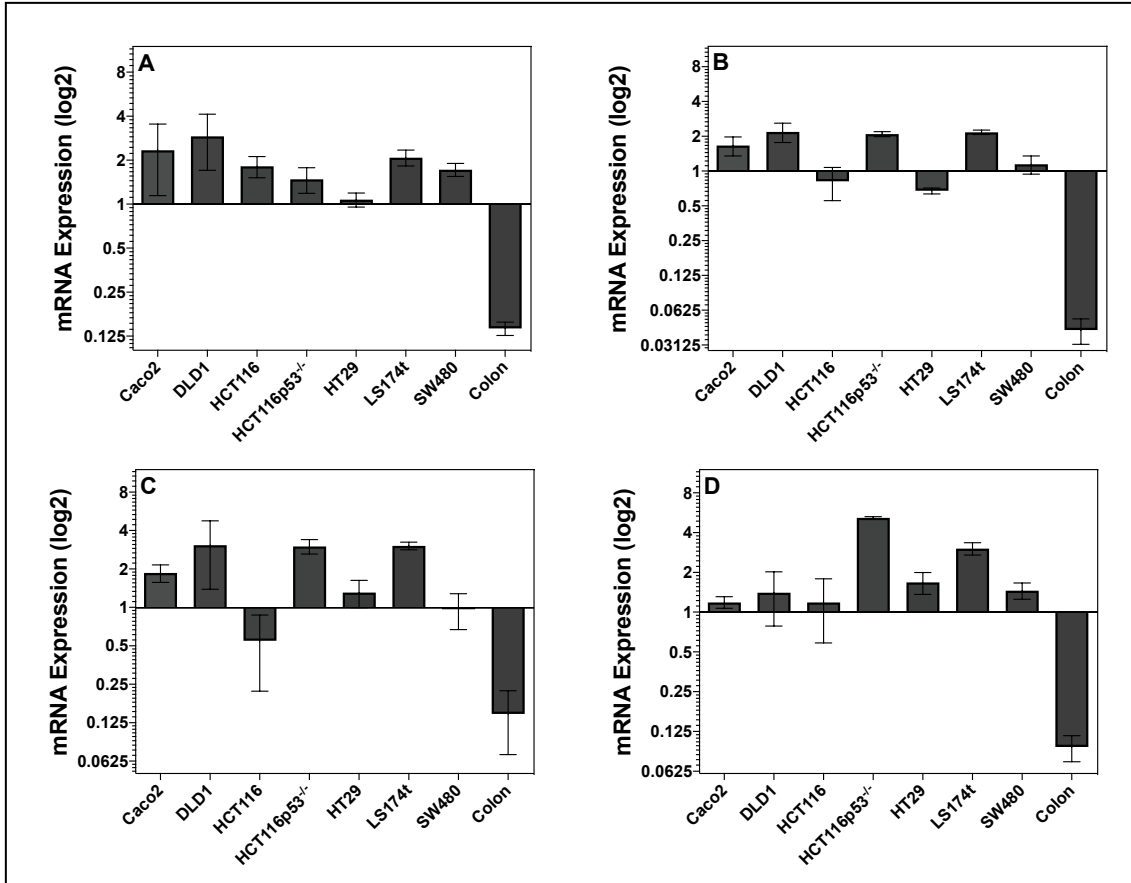 A
mRNA Expression (log2)
8
4
2
1
0.5
0.25
0.125
Caco2
DLD1
HCT116
HCT116p53-/-
HT29
LS174t
SW480
Colon
B
mRNA Expression (log2)
8
4
2
1
0.5
0.25
0.125
0.0625
0.03125
Caco2
DLD1
HCT116
HCT116p53-/-
HT29
LS174t
SW480
Colon
C
mRNA Expression (log2)
8
4
2
1
0.5
0.25
0.125
0.0625
Caco2
DLD1
HCT116
HCT116p53-/-
HT29
LS174t
SW480
Colon
D
mRNA Expression (log2)
8
4
2
1
0.5
0.25
0.125
0.0625
Caco2
DLD1
HCT116
HCT116p53-/-
HT29
LS174t
SW480
Colon